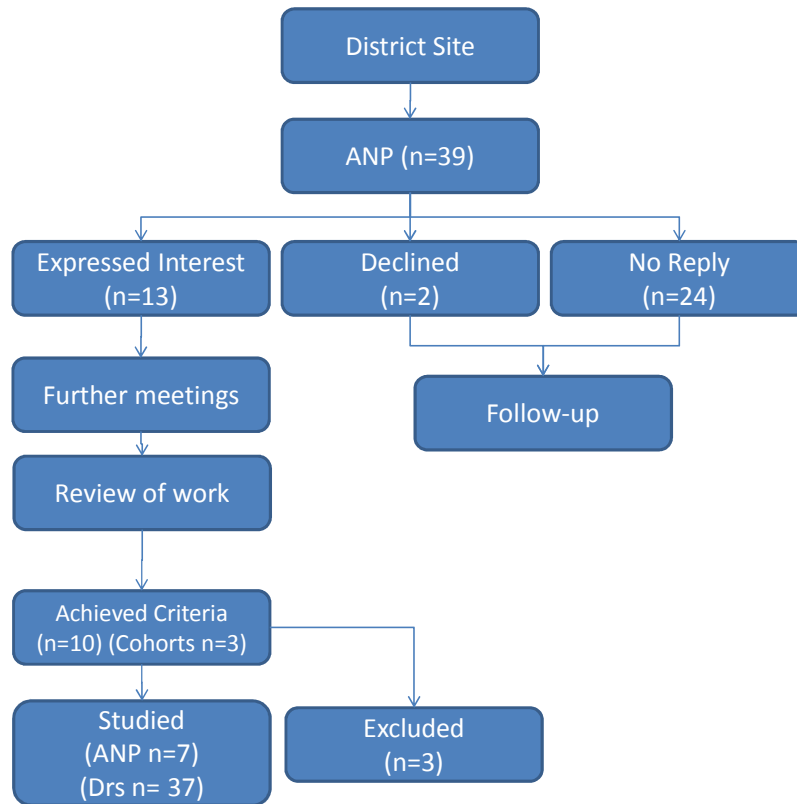 District Site
ANP (n=39)
Expressed Interest
(n=13)
Declined
(n=2)
No Reply
(n=24)
Further meetings
Follow-up
Review of work
Achieved Criteria
(n=10) (Cohorts n=3)
Studied
(ANP n=7)
(Drs n= 37)
Excluded
(n=3)